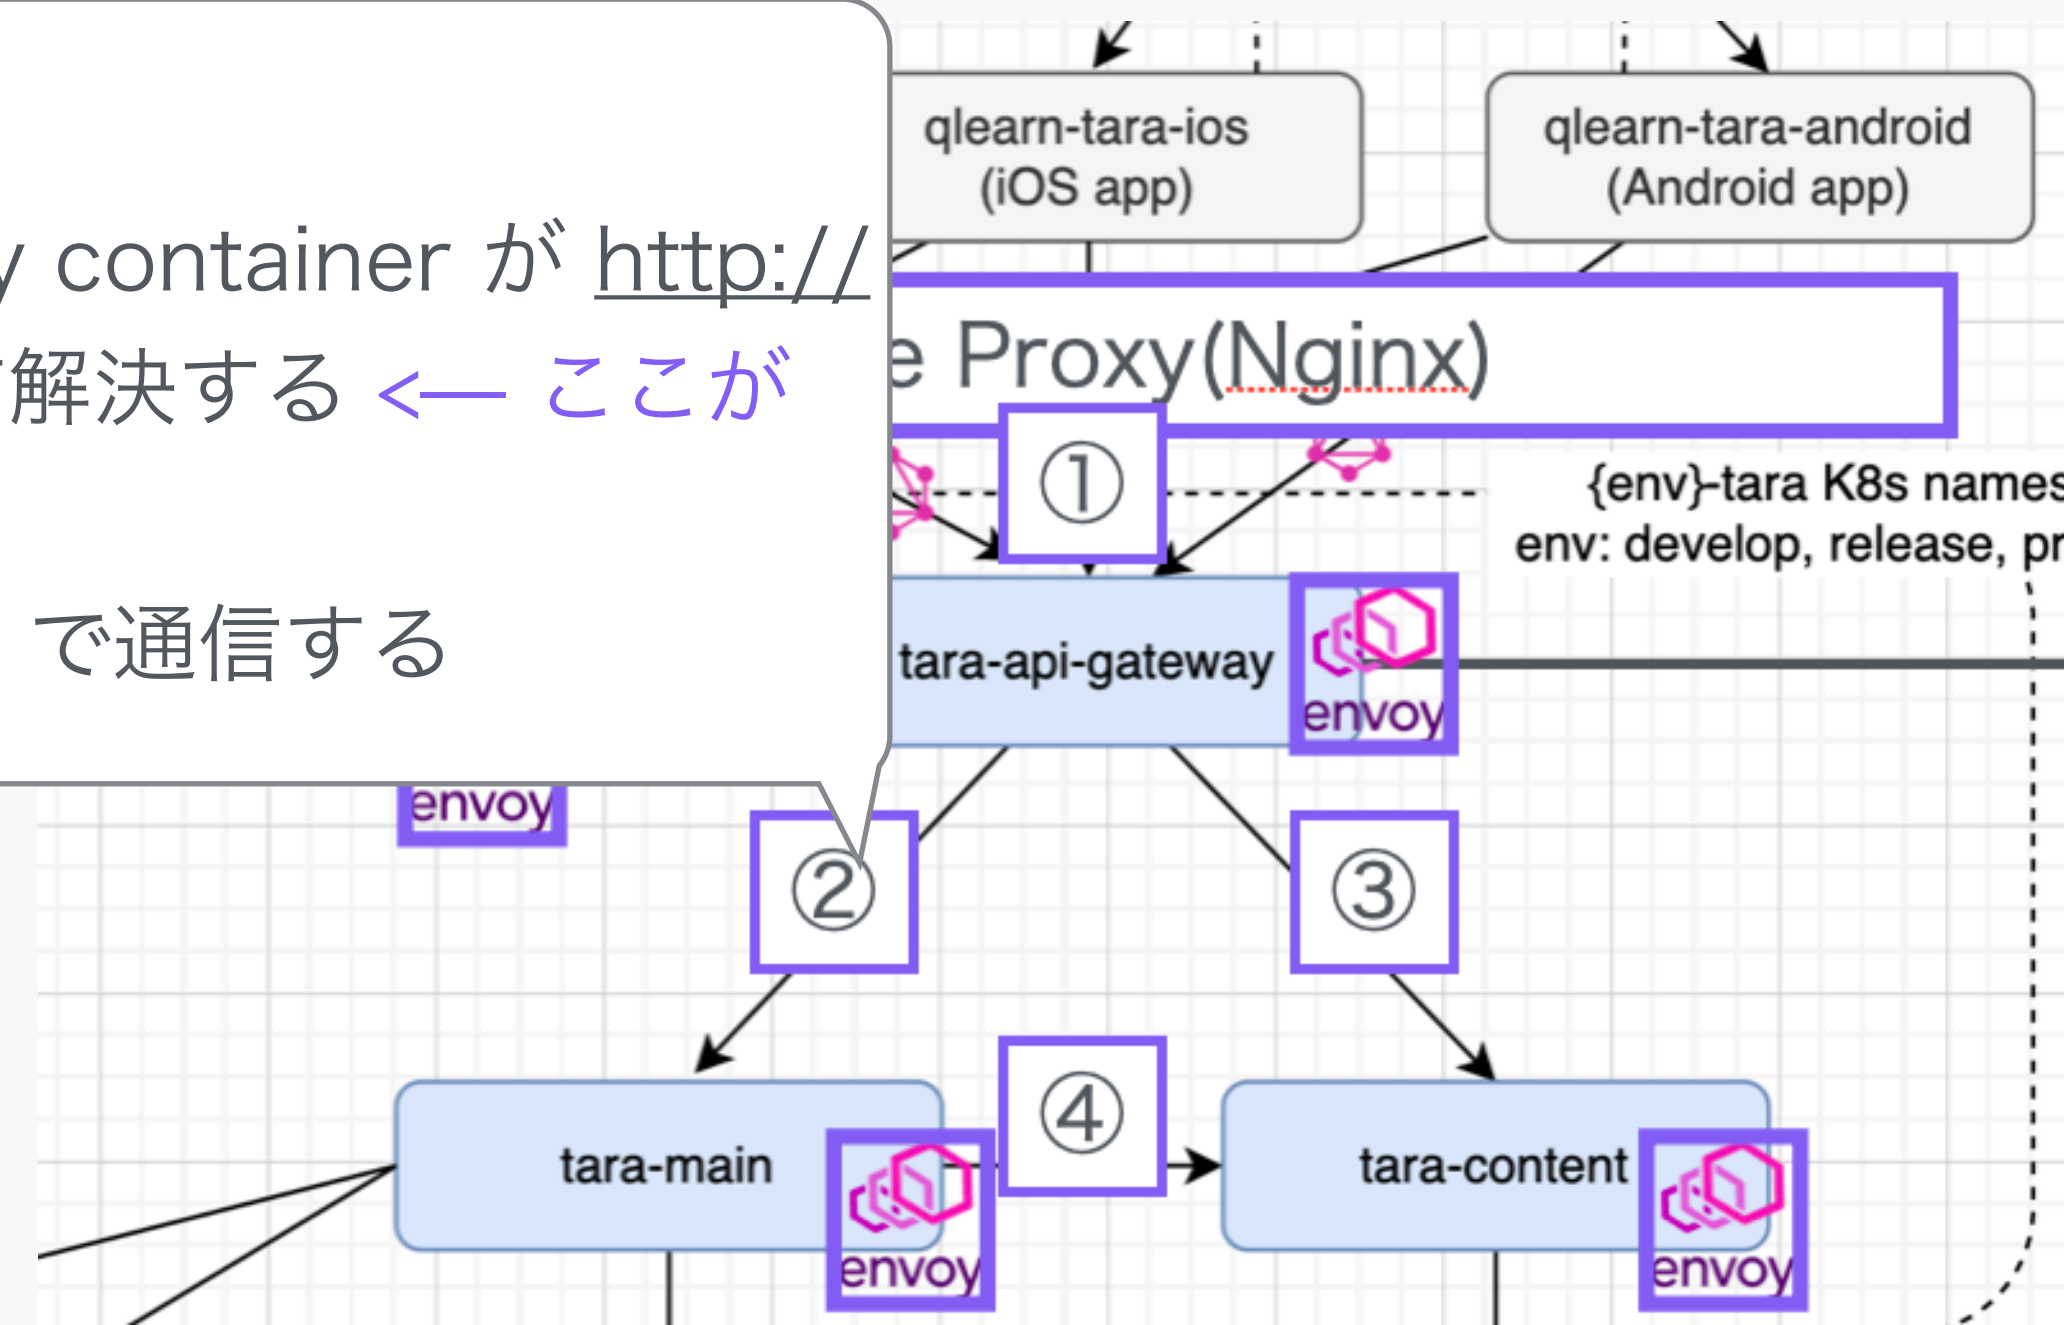 qlearn-tara-ios
(iOS app)
qlearn-tara-android
(Android app)
container が http://
解決する <— ここが
で通信する
Proxy(Nginx)
①
{env}-tara K8s
env: develop, release,
tara-api-gateway
envoy
envoy
②
③
④
tara-main
envoy
tara-content
envoy